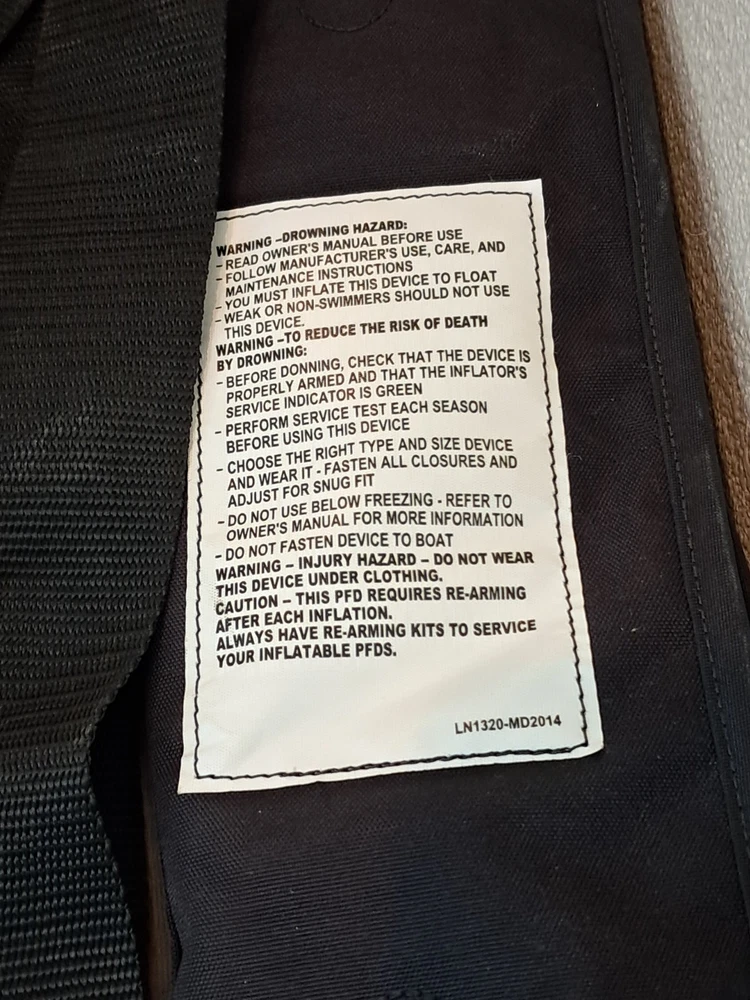 WARNING –DROWNING HAZARD:
- READ OWNER'S MANUAL BEFORE USE
- FOLLOW MANUFACTURER'S USE, CARE, AND
MAINTENANCE INSTRUCTIONS
- YOU MUST INFLATE THIS DEVICE TO FLOAT
- WEAK OR NON-SWIMMERS SHOULD NOT USE
THIS DEVICE.
WARNING –TO REDUCE THE RISK OF DEATH
BY DROWNING:
- BEFORE DONNING, CHECK THAT THE DEVICE IS
PROPERLY ARMED AND THAT THE INFLATOR'S
SERVICE INDICATOR IS GREEN
- PERFORM SERVICE TEST EACH SEASON
BEFORE USING THIS DEVICE
- CHOOSE THE RIGHT TYPE AND SIZE DEVICE
AND WEAR IT - FASTEN ALL CLOSURES AND
ADJUST FOR SNUG FIT
- DO NOT USE BELOW FREEZING - REFER TO
OWNER'S MANUAL FOR MORE INFORMATION
- DO NOT FASTEN DEVICE TO BOAT
WARNING – INJURY HAZARD – DO NOT WEAR
THIS DEVICE UNDER CLOTHING.
CAUTION – THIS PFD REQUIRES RE-ARMING
AFTER EACH INFLATION.
ALWAYS HAVE RE-ARMING KITS TO SERVICE
YOUR INFLATABLE PFDS.
LN1320-MD2014